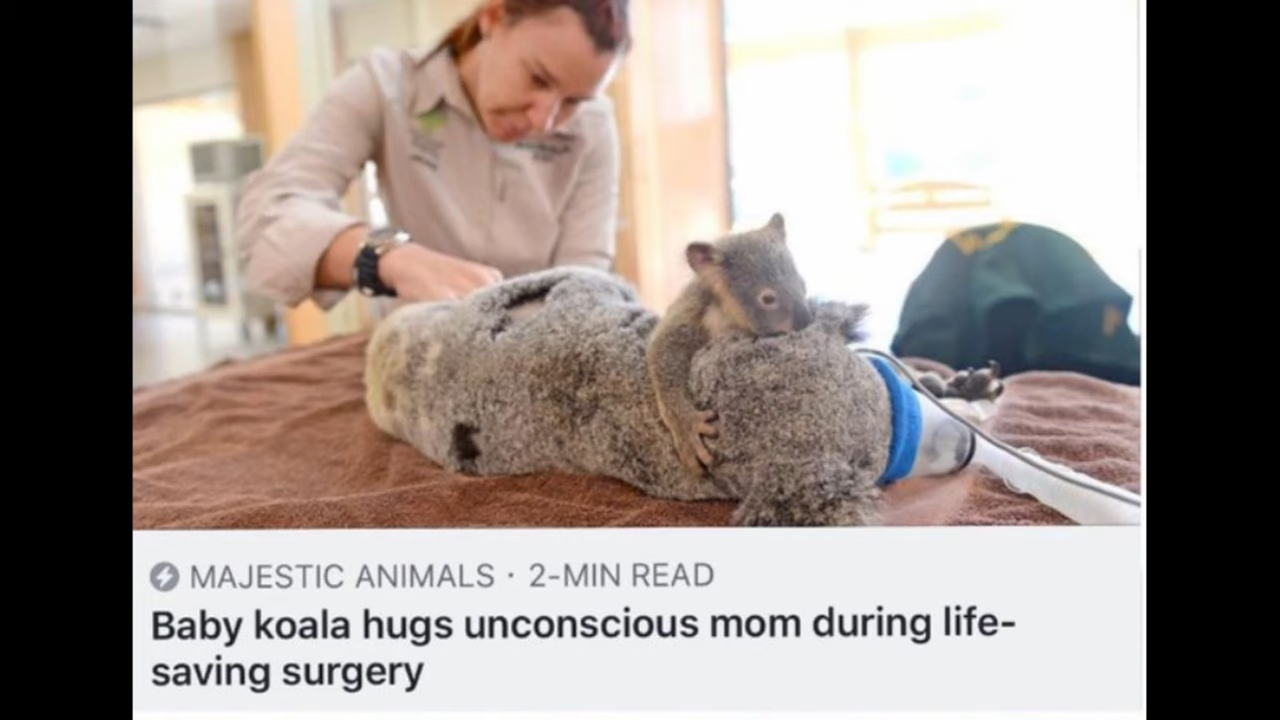 MAJESTIC ANIMALS · 2-MIN READ
Baby koala hugs unconscious mom during life-
saving surgery